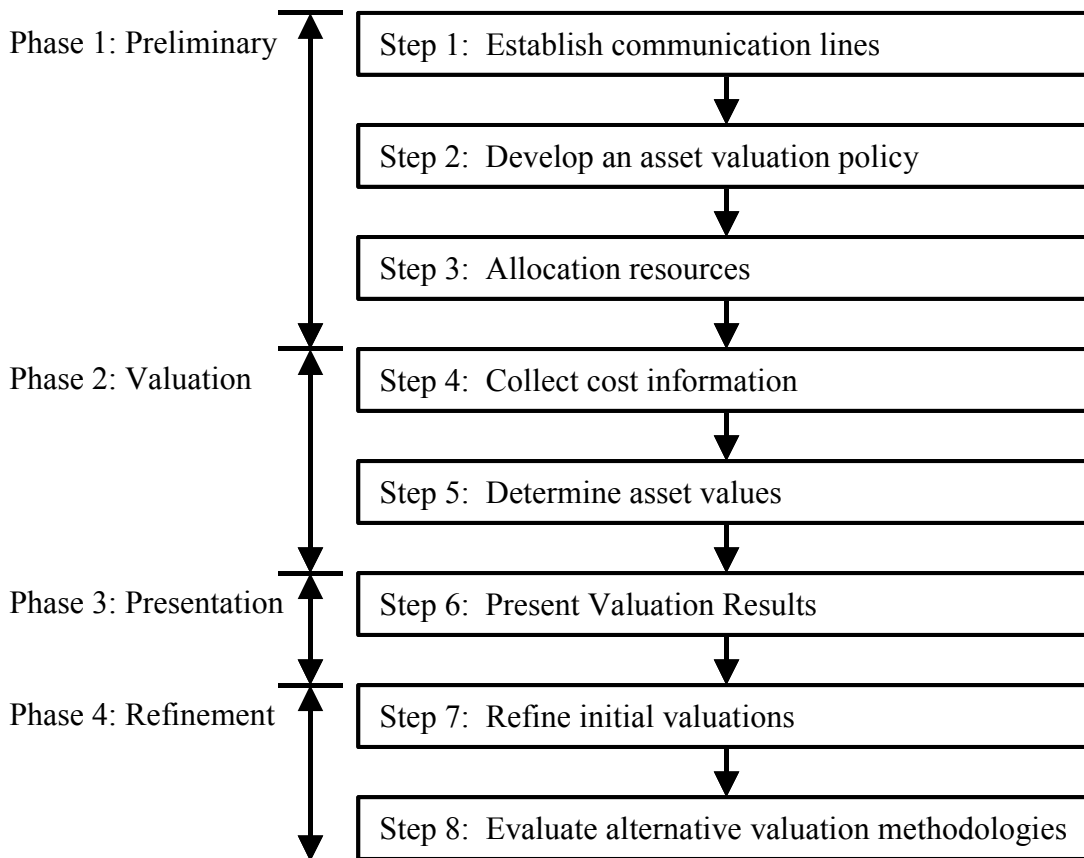 Phase 1: Preliminary
Step 1: Establish communication lines
Step 2: Develop an asset valuation policy
Step 3: Allocation resources
Phase 2: Valuation
Step 4: Collect cost information
Step 5: Determine asset values
Phase 3: Presentation
Step 6: Present Valuation Results
Phase 4: Refinement
Step 7: Refine initial valuations
Step 8: Evaluate alternative valuation methodologies